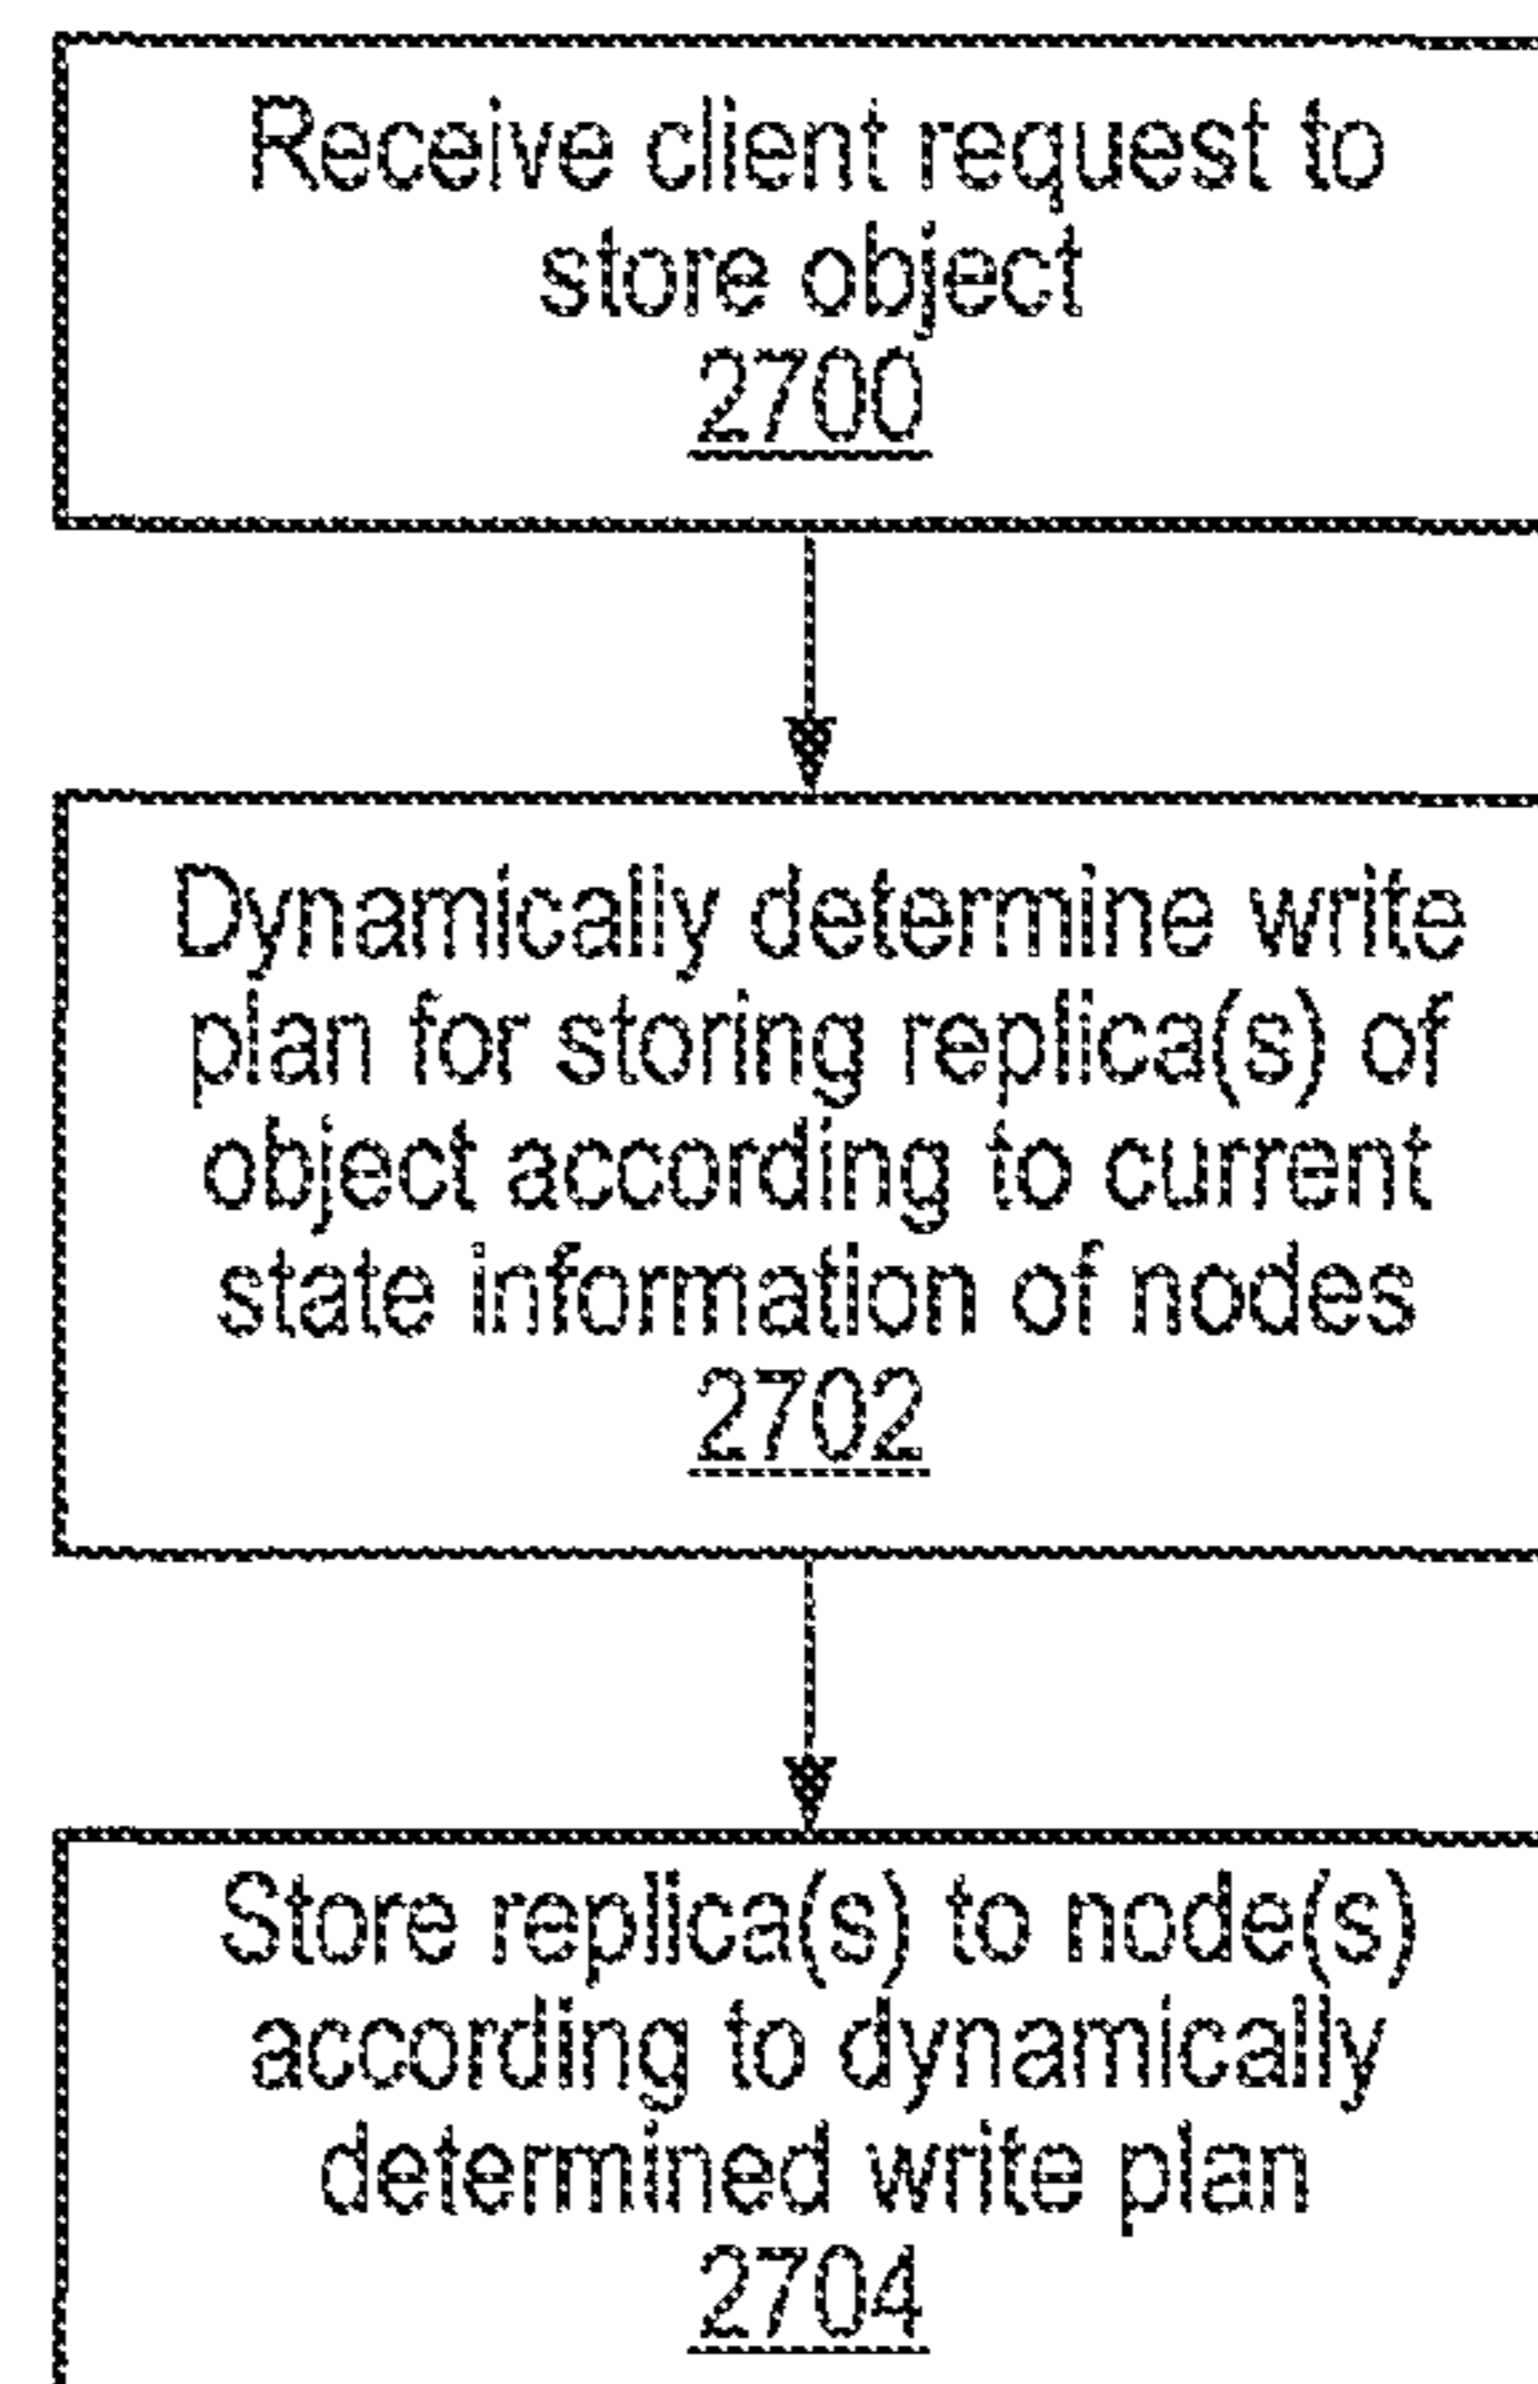 Receive client request to
store object
2700
Dynamically determine write
plan for storing replica(s) of
object according to current
state information of nodes
2702
Store replica(s) to node(s)
according to dynamically
determined write plan
2704